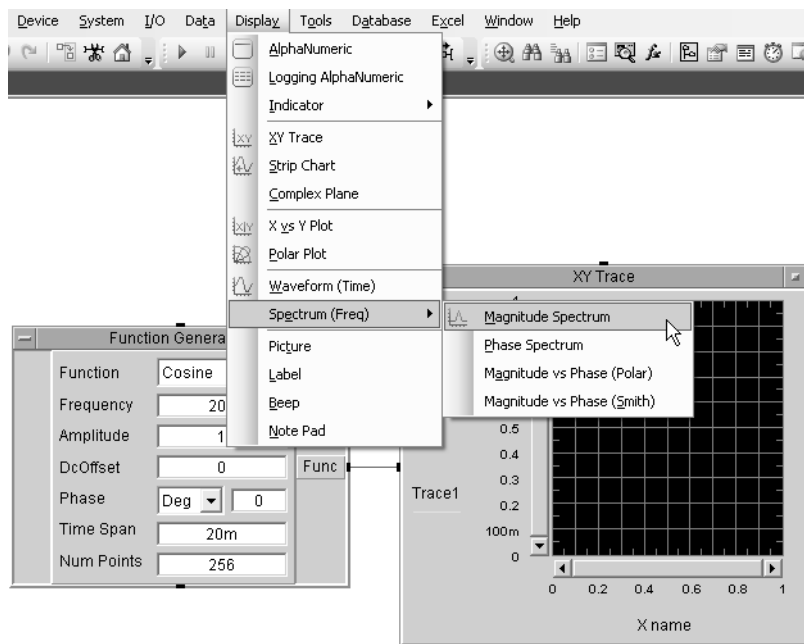 Device System I/O Data Display Tools Database Excel Window Help
AlphaNumeric
Logging AlphaNumeric
Indicator
XY Trace
Strip Chart
Complex Plane
X vs Y Plot
Polar Plot
Waveform (Time)
Spectrum (Freq)
Picture
Label
Beep
Note Pad
Magnitude Spectrum
Phase Spectrum
Magnitude vs Phase (Polar)
Magnitude vs Phase (Smith)
Function Genera
Function Cosine
Frequency 20
Amplitude 1
DcOffset 0
Phase Deg 0
Time Span 20m
Num Points 256
Func
XY Trace
Trace1
0.5
0.4
0.3
0.2
100m
0
0 0.2 0.4 0.6 0.8 1
X name